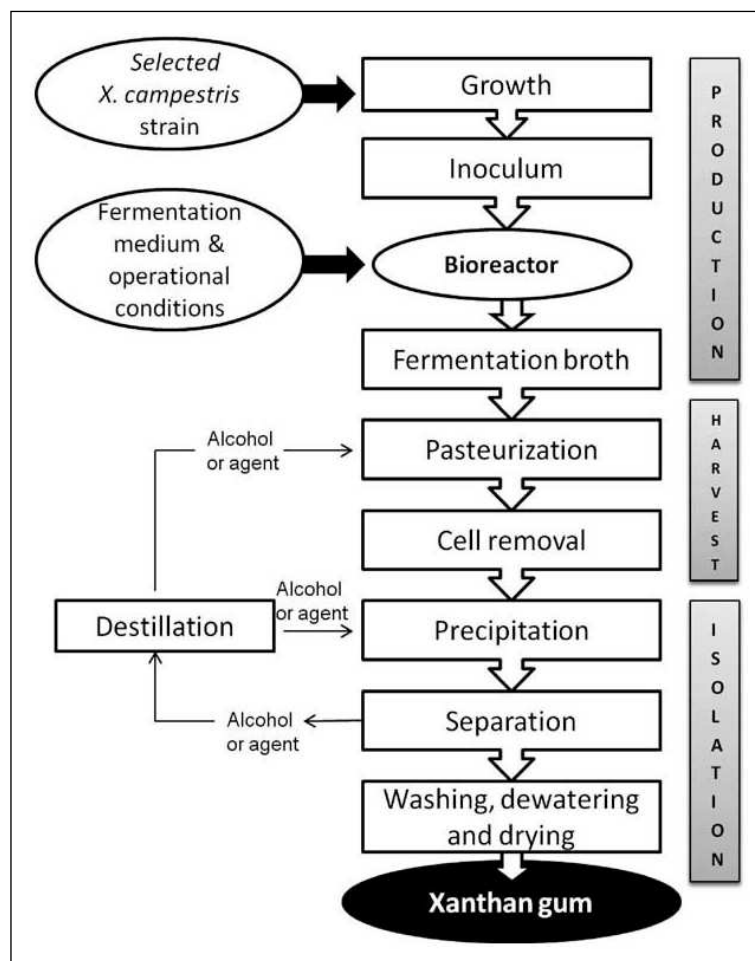 Selected
X. campestris
strain
Growth
Inoculum
Fermentation
medium &
operational
conditions
Bioreactor
Fermentation broth
PRODUCTION
Alcohol
or agent
Pasteurization
Cell removal
HARVEST
Destillation
Alcohol
or agent
Precipitation
Alcohol
or agent
Separation
Washing, dewatering
and drying
ISOLATION
Xanthan gum